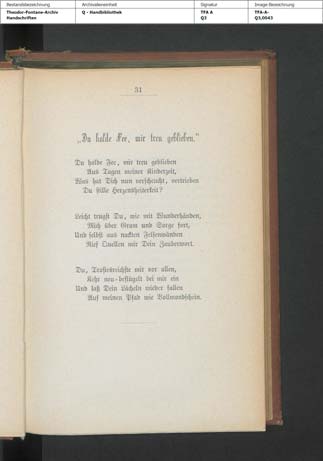 Bestandsbezeichnung Archivalieneinheit Signatur Image Bezeichnung
Theodor-Fontane-Archiv Q - Handbibliothek TFA A TFA-A-
Handschriften Q3 Q3,0043
31
„Du holde Fee, mir treu geblieben."
Du holde Fee, mir treu geblieben
Aus Tagen meiner Kinderzeit,
Was hat Dich nun verscheucht, vertrieben
Du stille Herzensheiterkeit?
Leicht trugst Du, wie mit Wunderhänden,
Mich über Gram und Sorge fort,
Und selbst aus nackten Felsenwänden
Rief Quellen mir Dein Zauberwort.
Du, Trostesreichste mir vor allen,
Kehr neu-beflügelt bei mir ein
Und laß Dein Lächeln wieder fallen
Auf meinen Pfad wie Vollmondschein.